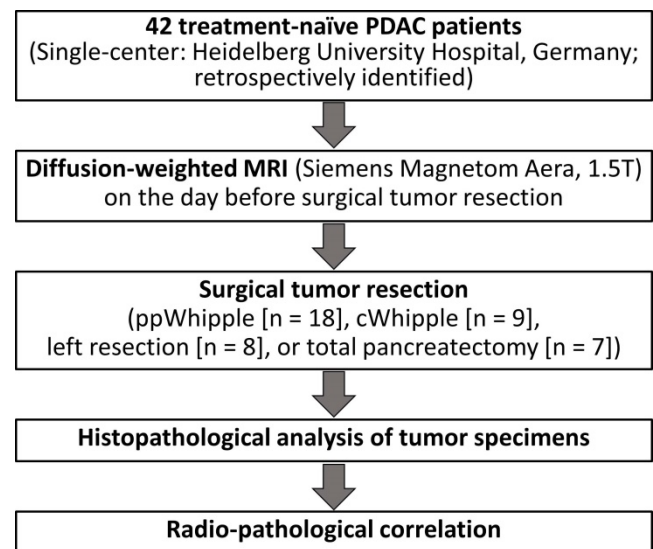 42 treatment-naïve PDAC patients
(Single-center: Heidelberg University Hospital, Germany;
retrospectively identified)
Diffusion-weighted MRI (Siemens Magnetom Aera, 1.5T)
on the day before surgical tumor resection
Surgical tumor resection
(ppWhipple [n = 18], cWhipple [n = 9],
left resection [n = 8], or total pancreatectomy [n = 7])
Histopathological analysis of tumor specimens
Radio-pathological correlation